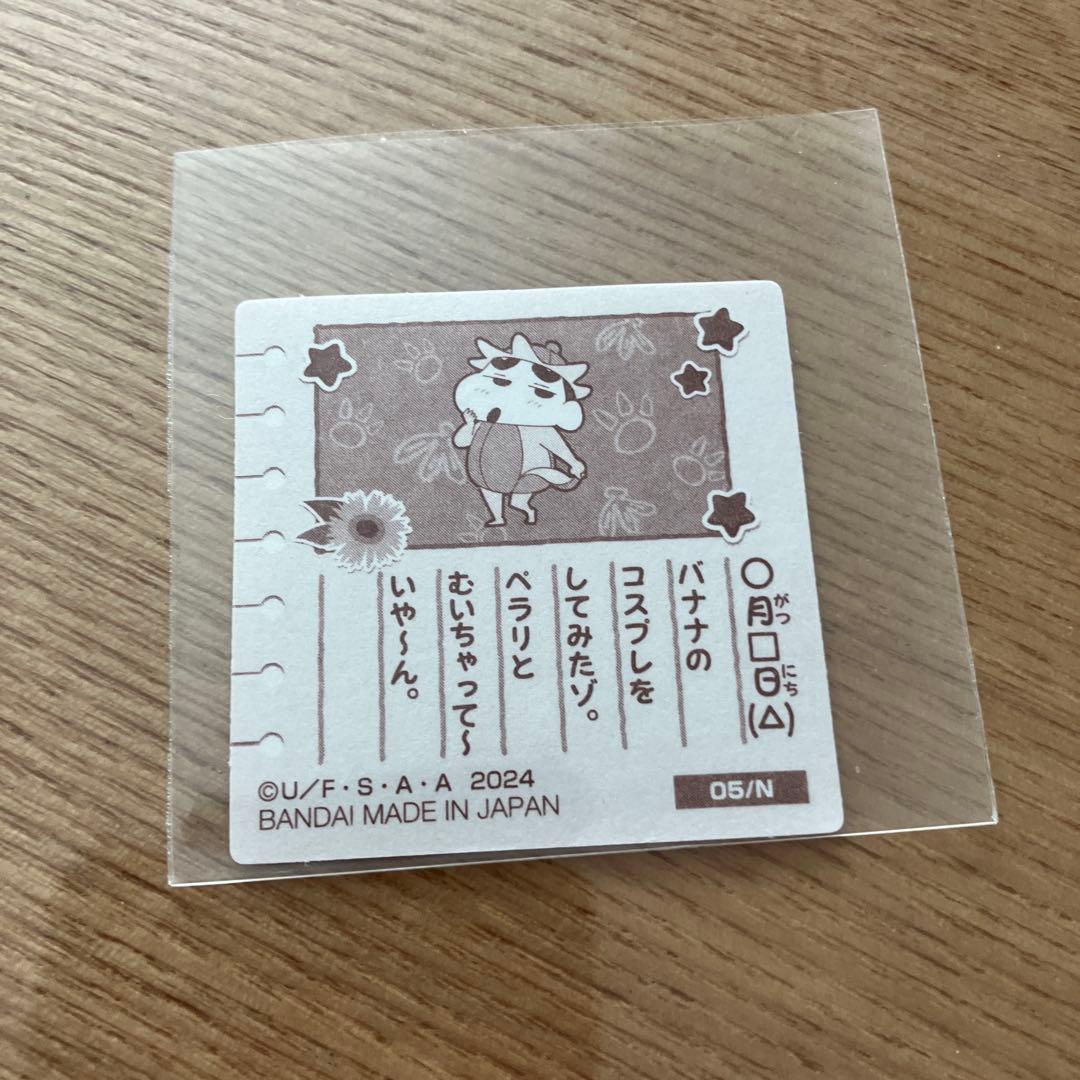 〇月□日(△)
がつ
にち
バナナの
コスプレを
してみたゾ。
ペラリと
むいちゃって～
いや～ん。
©U/F・S・A・A 2024
BANDAI MADE IN JAPAN
05/N